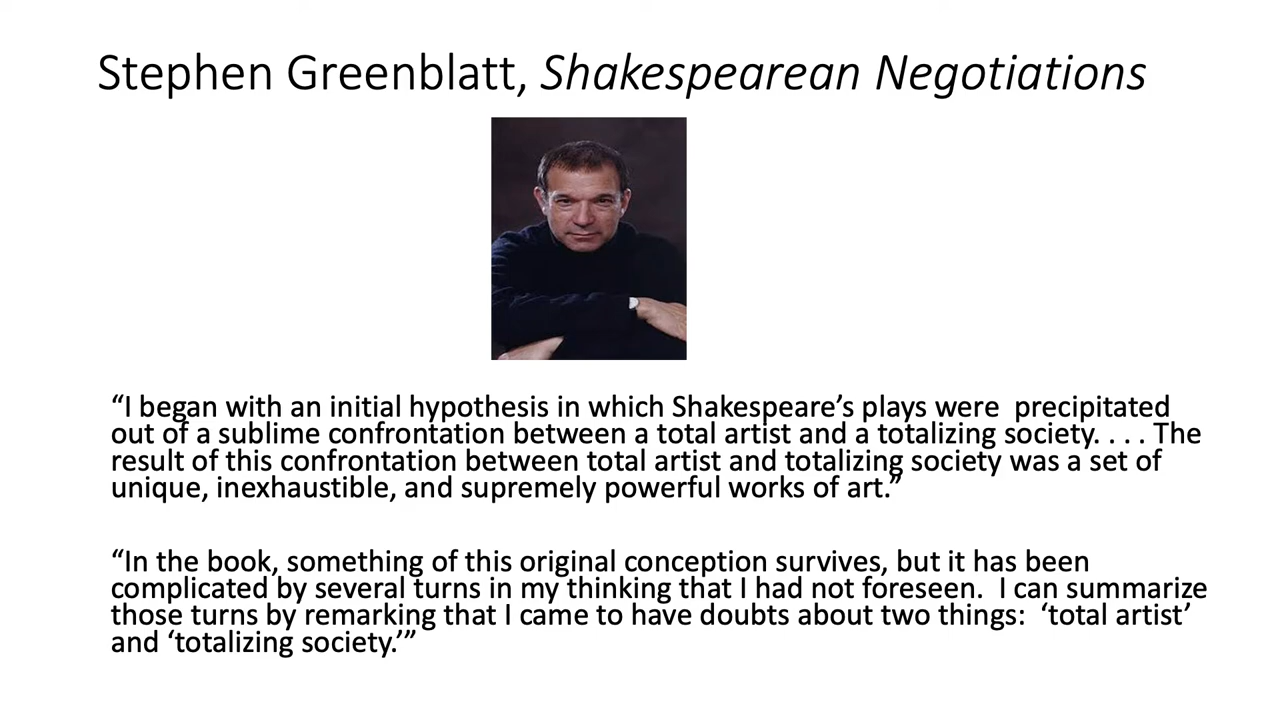 Stephen Greenblatt, Shakespearean Negotiations
“I began with an initial hypothesis in which Shakespeare’s plays were  precipitated
out of a sublime confrontation between a total artist and a totalizing society. . . . The
result of this confrontation between total artist and totalizing society was a set of
unique, inexhaustible, and supremely powerful works of art.”
“In the book, something of this original conception survives, but it has been
complicated by several turns in my thinking that I had not foreseen.  I can summarize
those turns by remarking that I came to have doubts about two things:  ‘total artist’
and ‘totalizing society.’”